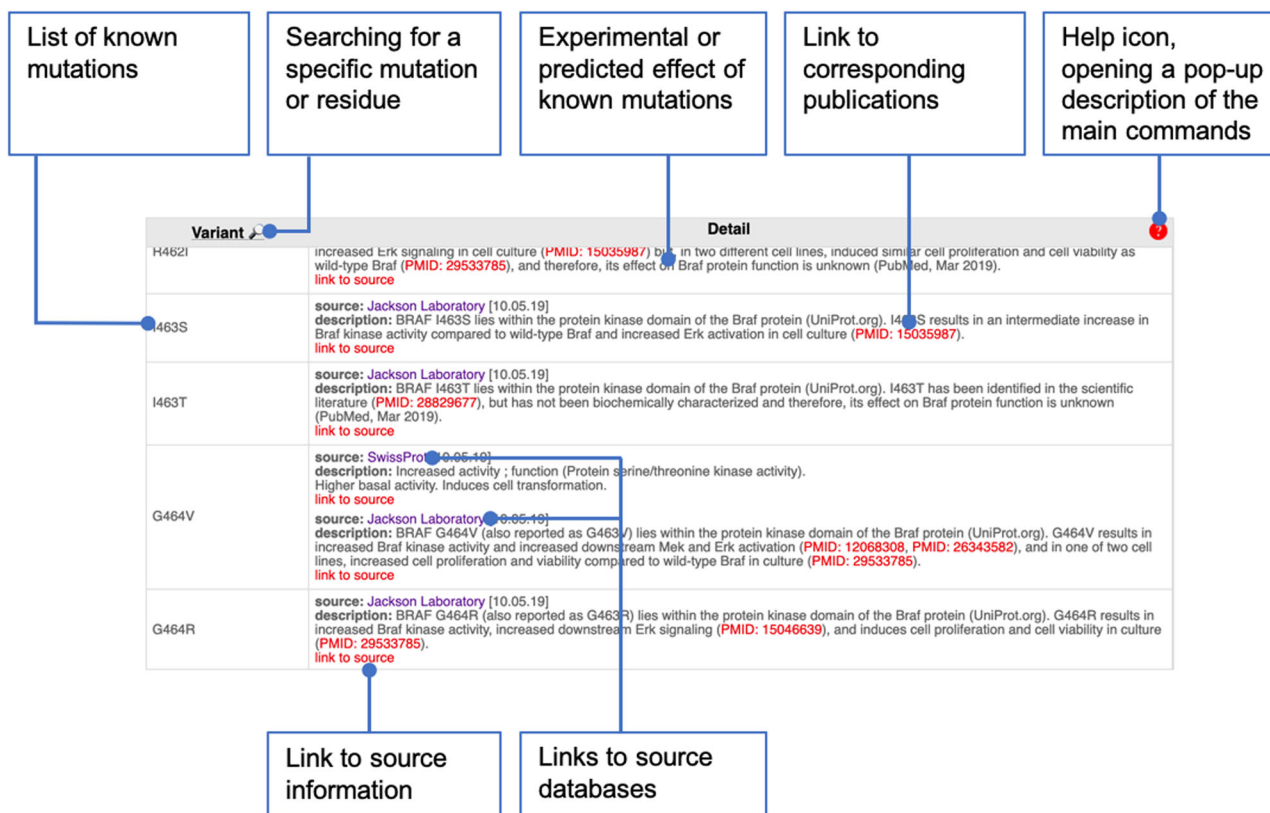 List of known
mutations
Searching for a
specific mutation
or residue
Experimental or
predicted effect of
known mutations
Link to
corresponding
publications
Help icon,
opening a pop-up
description of the
main commands
Variant
Detail
?
R462I
increased Erk signaling in cell culture (PMID: 15035987) but, in two different cell lines, induced similar cell proliferation and cell viability as
wild-type Braf (PMID: 29533785), and therefore, its effect on Braf protein function is unknown (PubMed, Mar 2019).
link to source
I463S
source: Jackson Laboratory [10.05.19]
description: BRAF I463S lies within the protein kinase domain of the Braf protein (UniProt.org). I463S results in an intermediate increase in
Braf kinase activity compared to wild-type Braf and increased Erk activation in cell culture (PMID: 15035987).
link to source
I463T
source: Jackson Laboratory [10.05.19]
description: BRAF I463T lies within the protein kinase domain of the Braf protein (UniProt.org). I463T has been identified in the scientific
literature (PMID: 28829677), but has not been biochemically characterized and therefore, its effect on Braf protein function is unknown
(PubMed, Mar 2019).
link to source
G464V
source: SwissProt [10.05.19]
description: Increased activity ; function (Protein serine/threonine kinase activity).
Higher basal activity. Induces cell transformation.
link to source
source: Jackson Laboratory [10.05.19]
description: BRAF G464V (also reported as G463V) lies within the protein kinase domain of the Braf protein (UniProt.org). G464V results in
increased Braf kinase activity and increased downstream Mek and Erk activation (PMID: 12068308, PMID: 26343582), and in one of two cell
lines, increased cell proliferation and viability compared to wild-type Braf in culture (PMID: 29533785).
link to source
G464R
source: Jackson Laboratory [10.05.19]
description: BRAF G464R (also reported as G463R) lies within the protein kinase domain of the Braf protein (UniProt.org). G464R results in
increased Braf kinase activity, increased downstream Erk signaling (PMID: 15046639), and induces cell proliferation and cell viability in culture
(PMID: 29533785).
link to source
Link to source
information
Links to source
databases